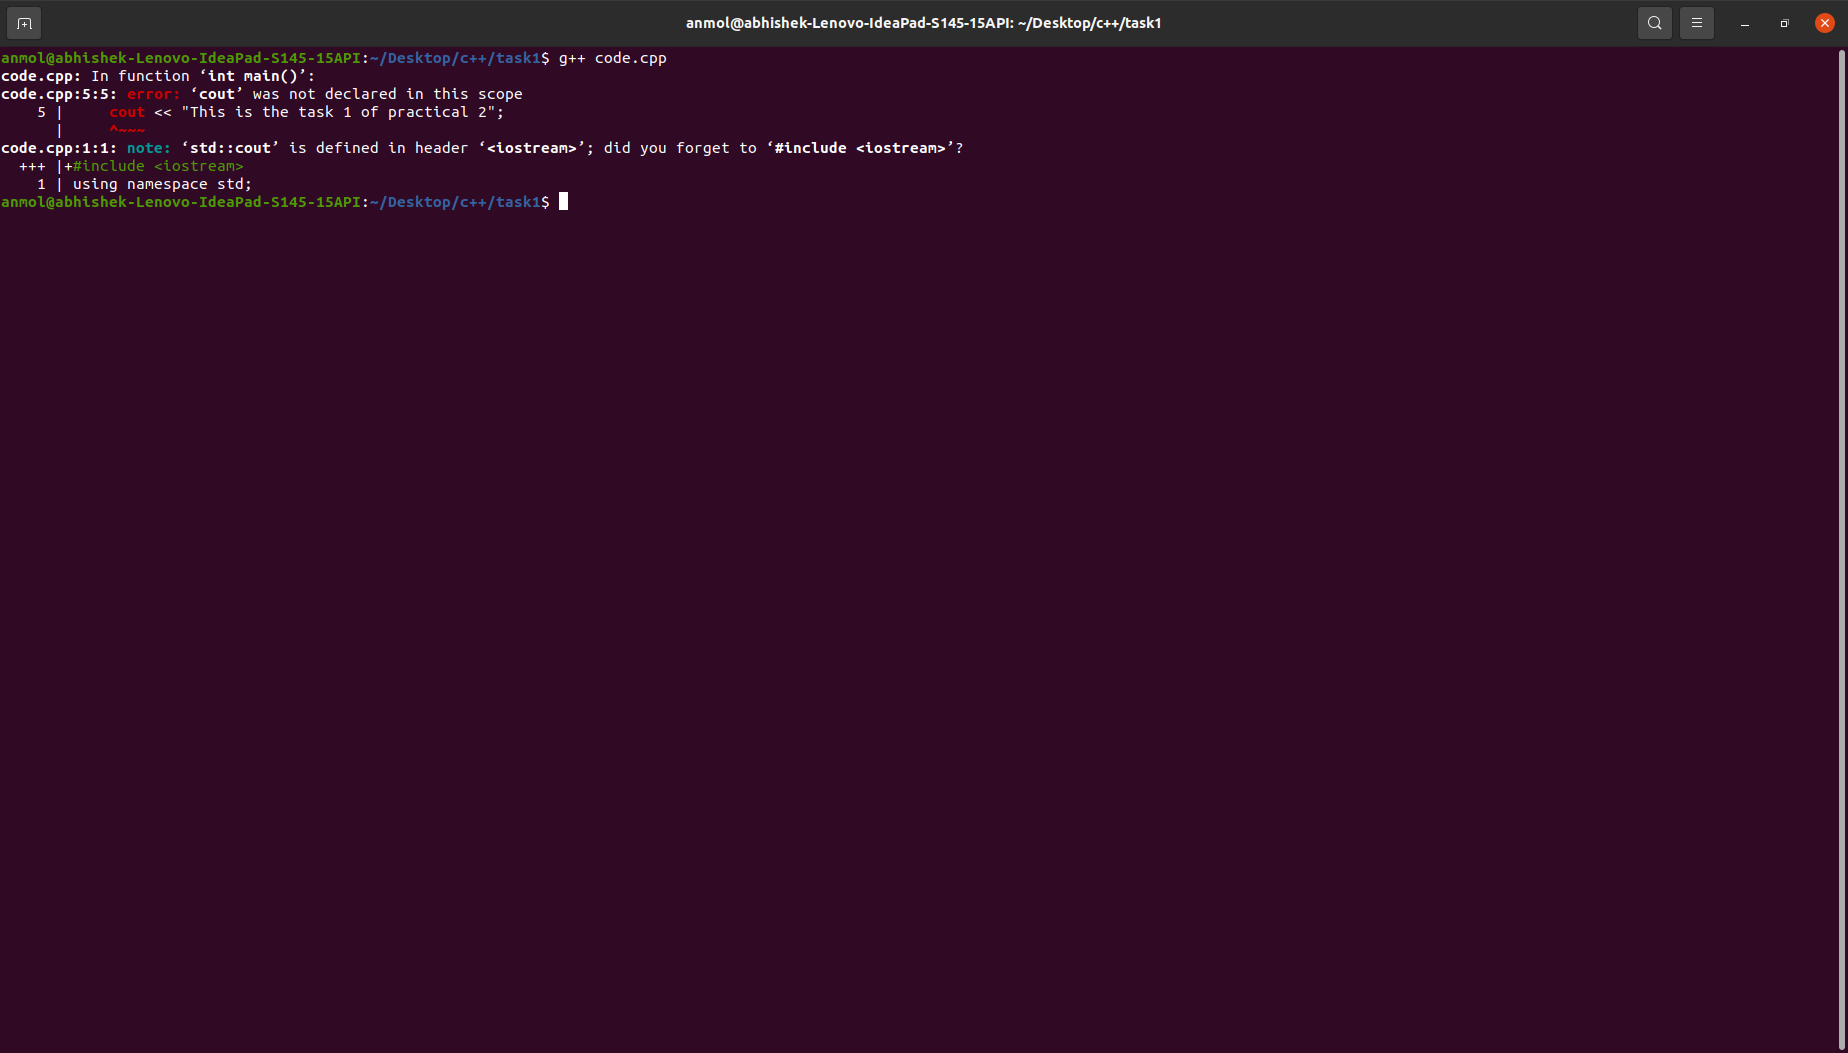 anmol@abhishek-Lenovo-IdeaPad-S145-15API: ~/Desktop/c++/task1
anmol@abhishek-Lenovo-IdeaPad-S145-15API:~/Desktop/c++/task1$ g++ code.cpp
code.cpp: In function ‘int main()’:
code.cpp:5:5: error: ‘cout’ was not declared in this scope
    5 |     cout << "This is the task 1 of practical 2";
      |     ^~~~
code.cpp:1:1: note: ‘std::cout’ is defined in header ‘<iostream>’; did you forget to ‘#include <iostream>’?
  +++ |+#include <iostream>
    1 | using namespace std;
anmol@abhishek-Lenovo-IdeaPad-S145-15API:~/Desktop/c++/task1$